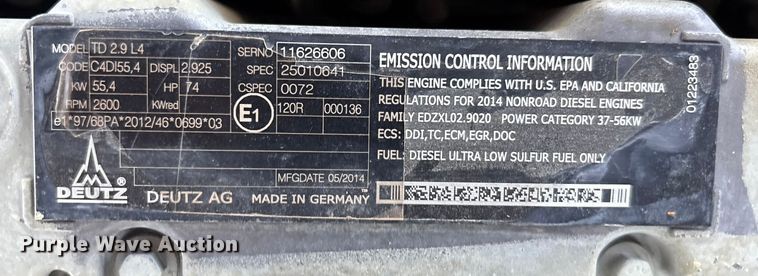 MODEL TD 2.9 L4 SERNO 11626606
CODE C4DI55,4 DISPL 2.925 SPEC 25010641
KW 55,4 HP 74 CSPEC 0072
RPM 2600 KWred E1 120R 000136
e1*97/68PA*2012/46*0699*03
MFGDATE 05/2014
DEUTZ ® DEUTZ AG MADE IN GERMANY
EMISSION CONTROL INFORMATION
THIS ENGINE COMPLIES WITH U.S. EPA AND CALIFORNIA
REGULATIONS FOR 2014 NONROAD DIESEL ENGINES
FAMILY EDZXL02.9020 POWER CATEGORY 37-56KW
ECS: DDI,TC,ECM,EGR,DOC
FUEL: DIESEL ULTRA LOW SULFUR FUEL ONLY
01223483
Purple Wave Auction